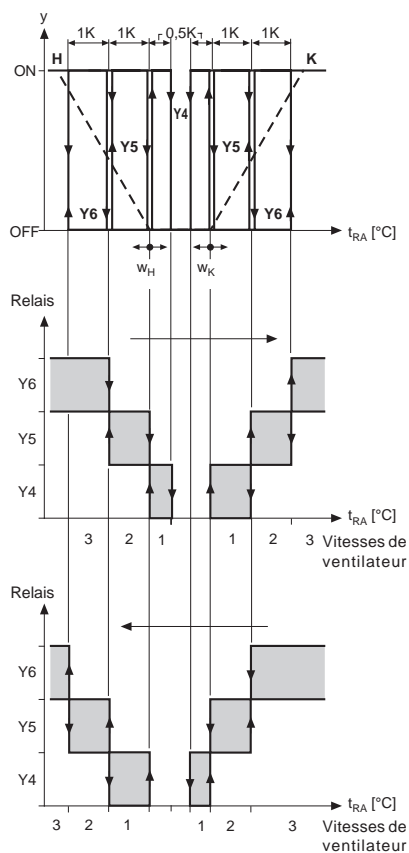 y
1K 1K 0,5K 1K 1K
H K
ON
Y4
Y5 Y5
Y6 Y6
OFF
t_RA [°C]
w_H w_K
Relais
Y6
Y5
Y4
t_RA [°C]
3 2 1 1 2 3 Vitesses de
ventilateur
Relais
Y6
Y5
Y4
t_RA [°C]
3 2 1 1 2 3 Vitesses de
ventilateur